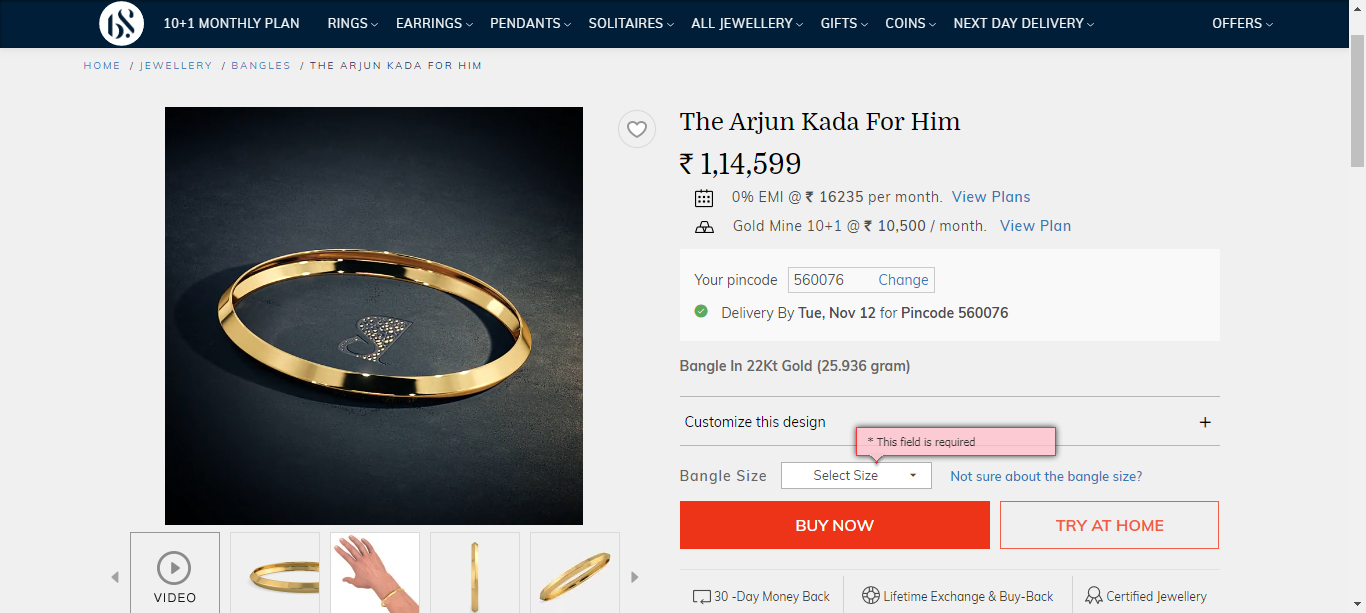 BS
10+1 MONTHLY PLAN RINGS EARRINGS PENDANTS SOLITAIRES ALL JEWELLERY GIFTS COINS NEXT DAY DELIVERY OFFERS
HOME / JEWELLERY / BANGLES / THE ARJUN KADA FOR HIM
The Arjun Kada For Him
₹ 1,14,599
0% EMI @ ₹ 16235 per month. View Plans
Gold Mine 10+1 @ ₹ 10,500 / month. View Plan
Your pincode 560076 Change
Delivery By Tue, Nov 12 for Pincode 560076
Bangle In 22Kt Gold (25.936 gram)
Customize this design +
* This field is required
Bangle Size Select Size Not sure about the bangle size?
BUY NOW TRY AT HOME
VIDEO
30 -Day Money Back Lifetime Exchange & Buy-Back Certified Jewellery